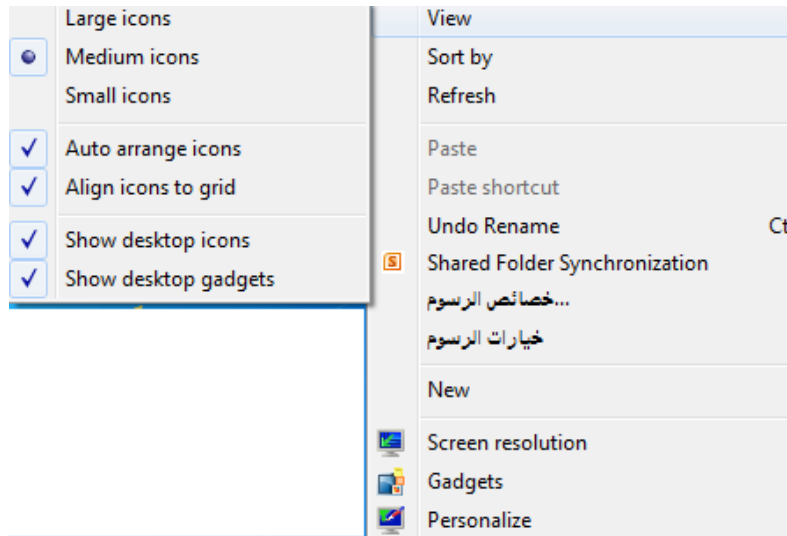 Large icons
Medium icons
Small icons
Auto arrange icons
Align icons to grid
Show desktop icons
Show desktop gadgets
View
Sort by
Refresh
Paste
Paste shortcut
Undo Rename Ct
Shared Folder Synchronization
خصائص الرسوم...
خيارات الرسوم
New
Screen resolution
Gadgets
Personalize